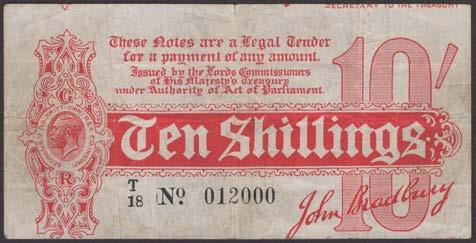 SECRETARY TO THE TREASURY
These Notes are a Legal Tender
for a payment of any amount.
Issued by the Lords Commissioners
of His Majesty's Treasury
under Authority of Act of Parliament.
10/
G
R
Ten Shillings
T
18 No 012000
10
John Bradbury